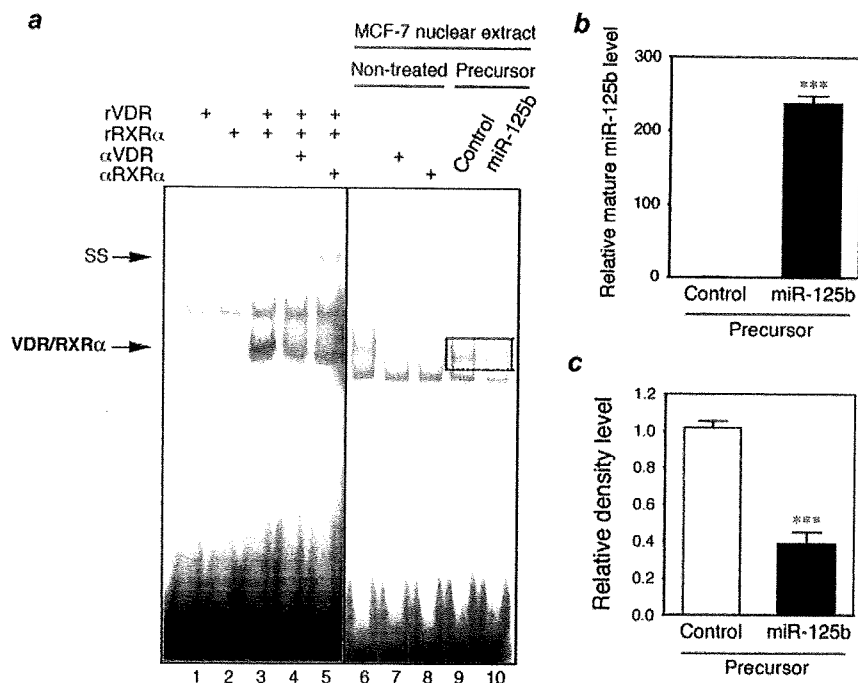 a
MCF-7 nuclear extract
Non-treated Precursor
rVDR + + + +
rRXRα + + + +
αVDR + +
αRXRα + +
Control
miR-125b
SS
VDR/RXRα
1 2 3 4 5 6 7 8 9 10
b
Relative mature miR-125b level
300
200
100
0
***
Control miR-125b
Precursor
c
Relative density level
1.2
1.0
0.8
0.6
0.4
0.2
0.0
***
Control miR-125b
Precursor